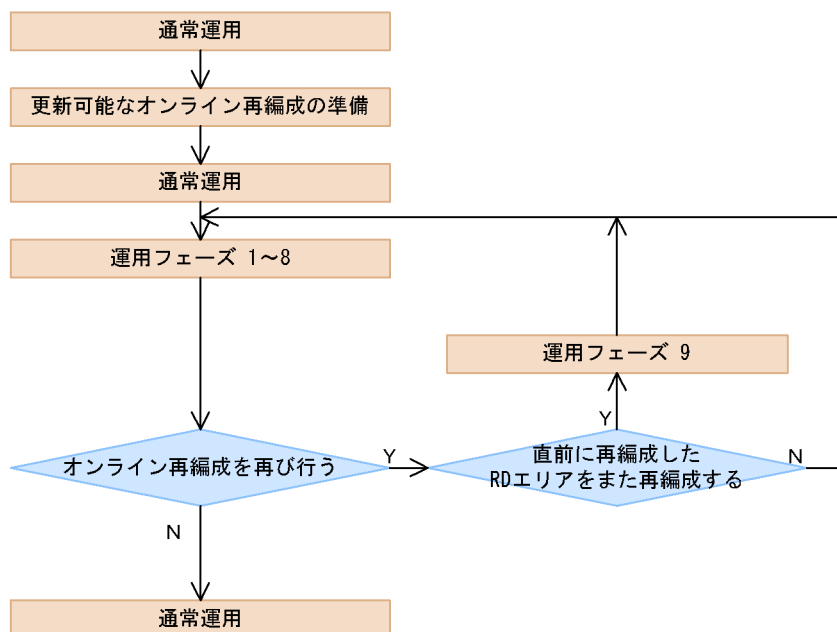 通常運用
更新可能なオンライン再編成の準備
通常運用
運用フェーズ 1～8
運用フェーズ 9
オンライン再編成を再び行う
Y
Y
直前に再編成した
RDエリアをまた再編成する
N
N
通常運用